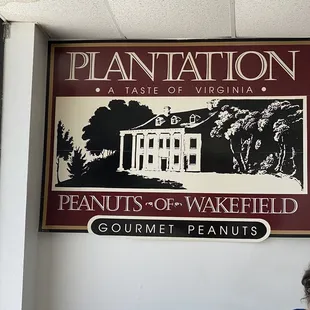 PLANTATION
• A TASTE OF VIRGINIA •
PEANUTS OF WAKEFIELD
GOURMET PEANUTS